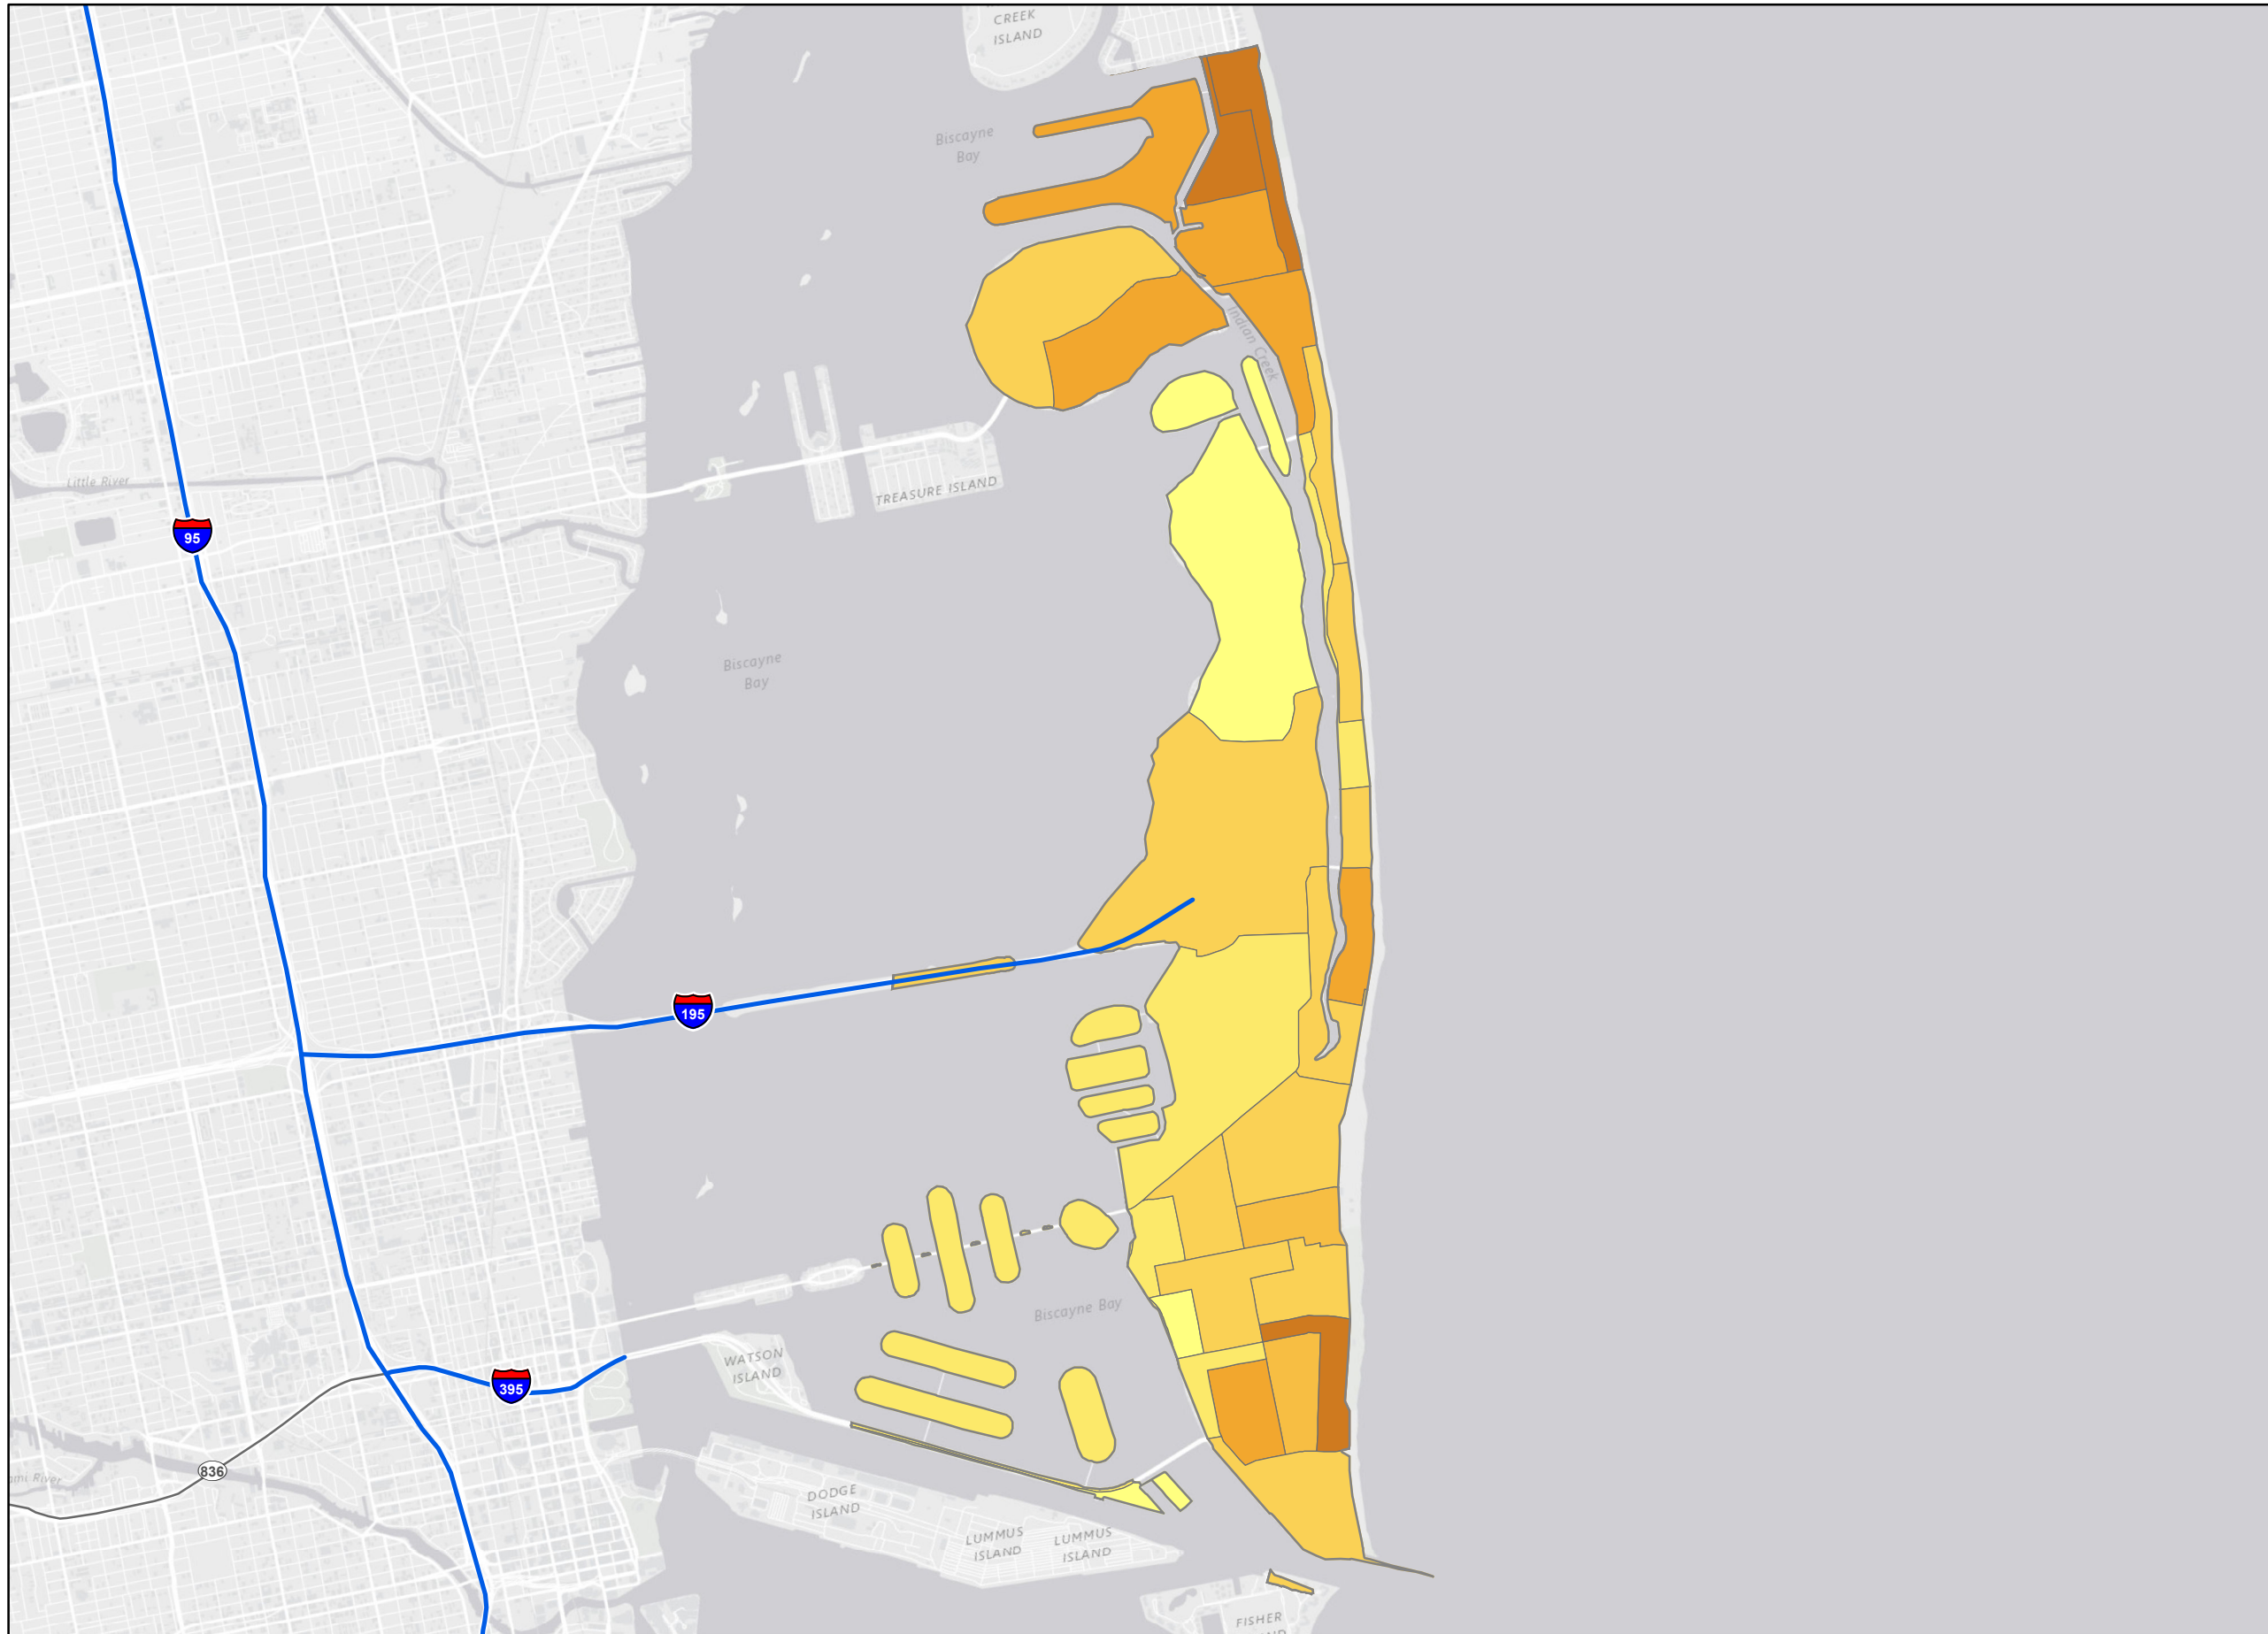 CREEK
ISLAND
Biscayne
Bay
Indian Creek
Little River
TREASURE ISLAND
95
Biscayne
Bay
195
Biscayne Bay
WATSON
ISLAND
395
836
DODGE
ISLAND
LUMMUS
ISLAND
LUMMUS
ISLAND
River
FISHER